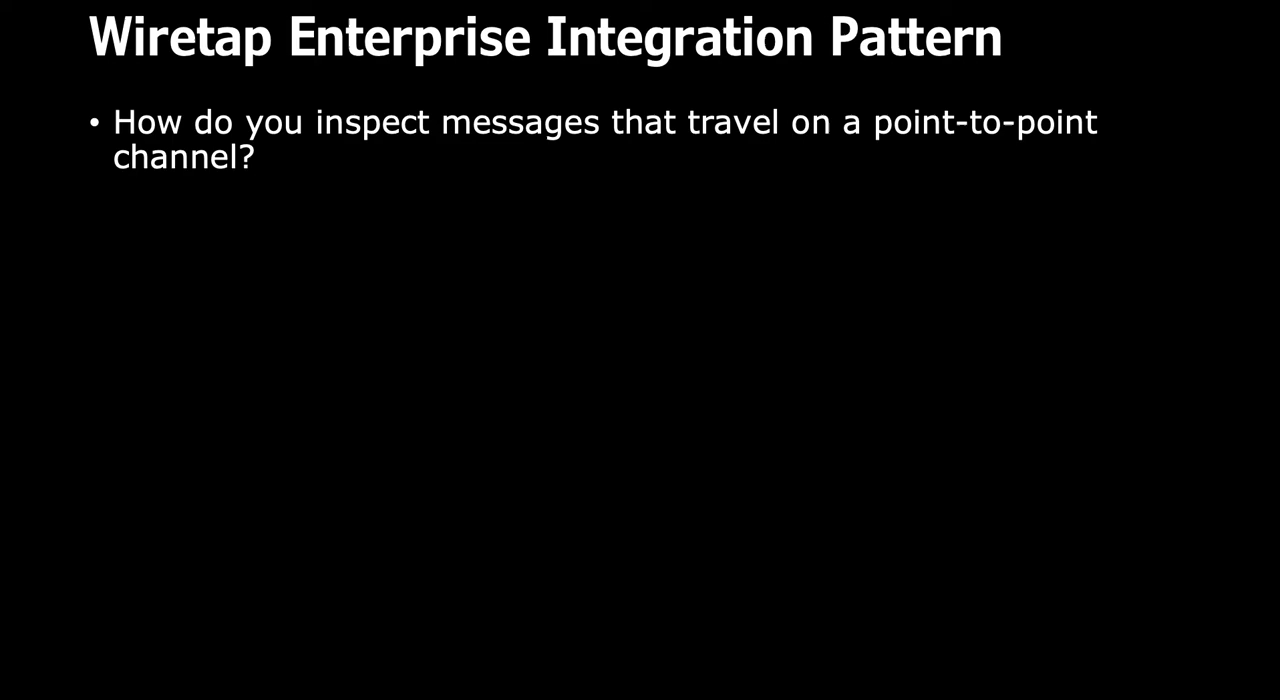 Wiretap Enterprise Integration Pattern
• How do you inspect messages that travel on a point-to-point
channel?